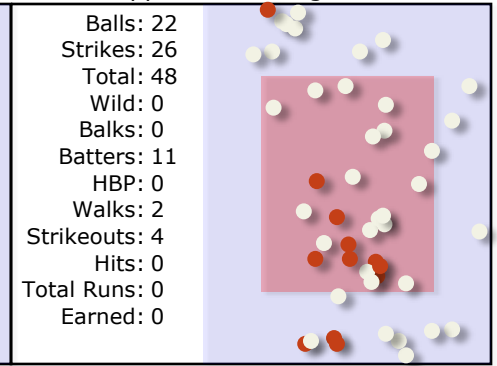 Balls: 22
Strikes: 26
Total: 48
Wild: 0
Balks: 0
Batters: 11
HBP: 0
Walks: 2
Strikeouts: 4
Hits: 0
Total Runs: 0
Earned: 0